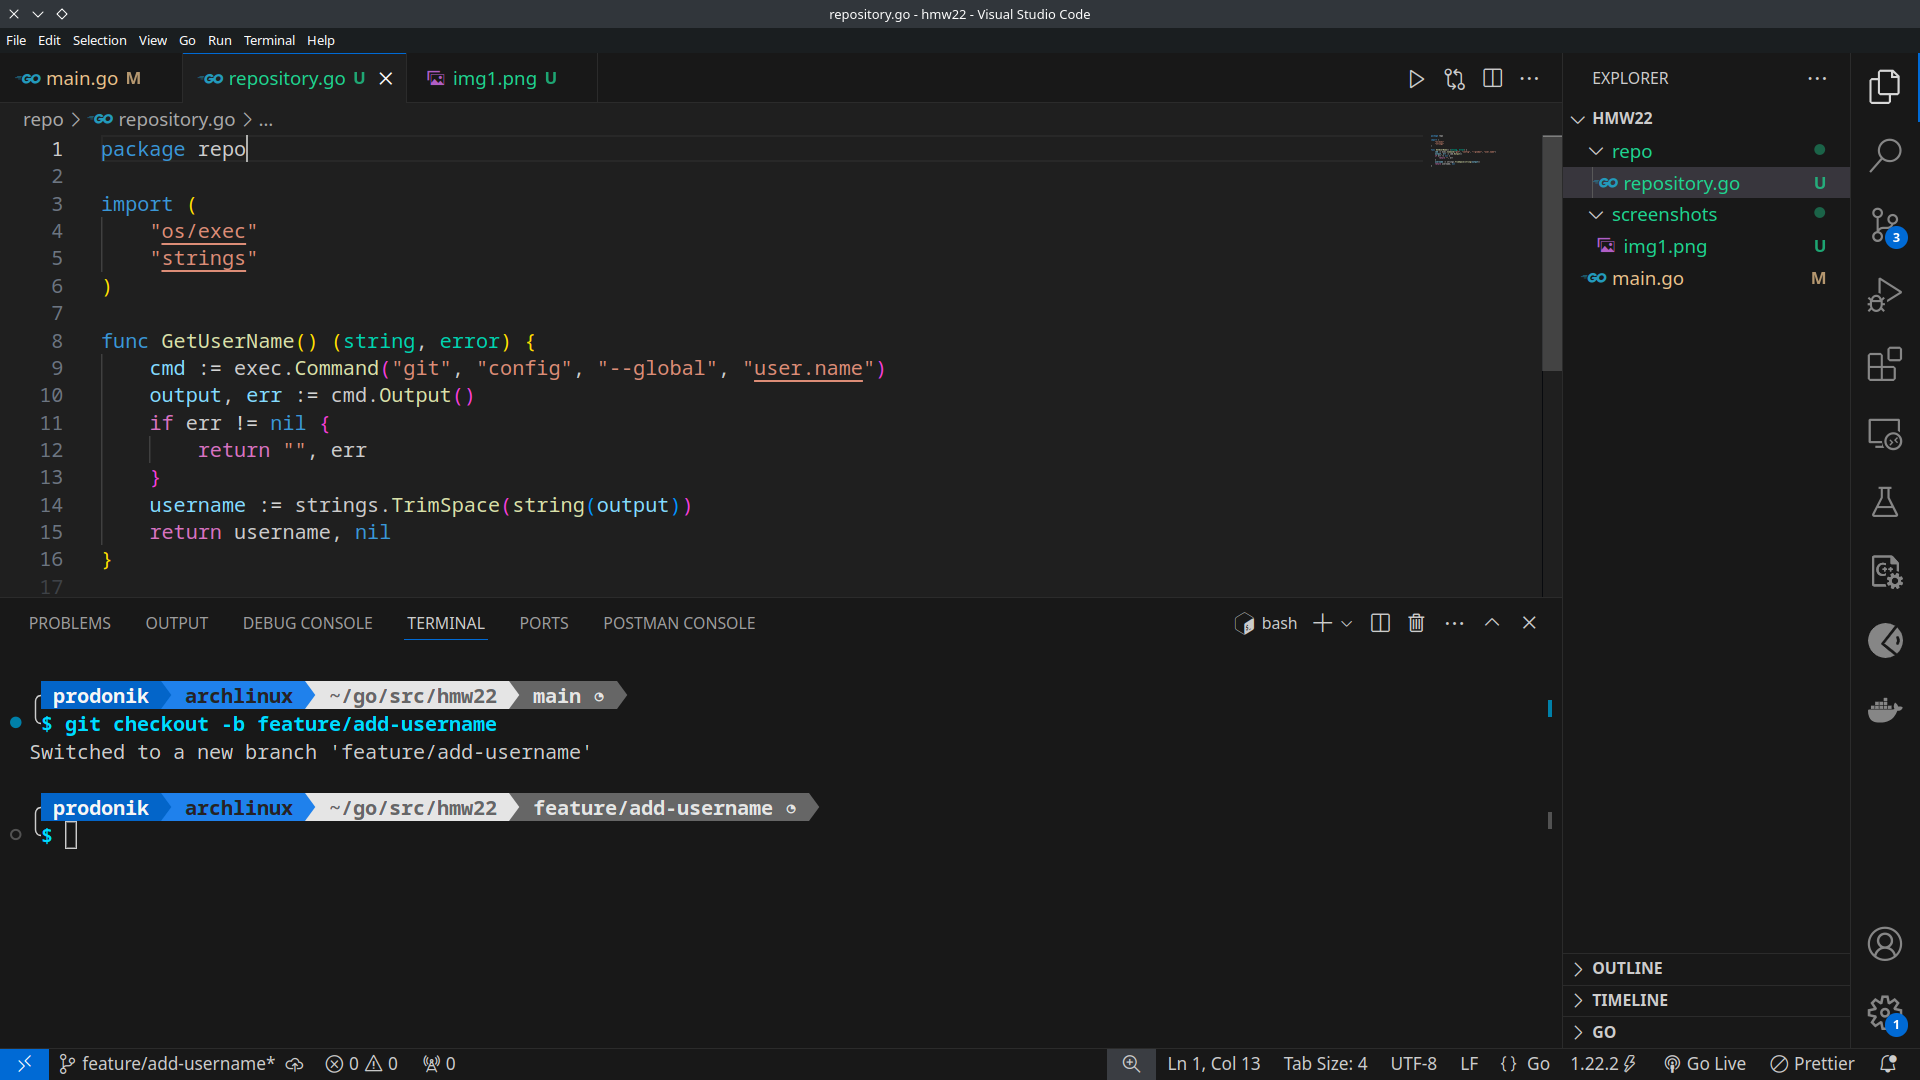 repository.go - hmw22 - Visual Studio Code
File Edit Selection View Go Run Terminal Help
GO main.go M
GO repository.go U
img1.png U
repo > GO repository.go > ...
1 package repo
2
3 import (
4 "os/exec"
5 "strings"
6 )
7
8 func GetUserName() (string, error) {
9 cmd := exec.Command("git", "config", "--global", "user.name")
10 output, err := cmd.Output()
11 if err != nil {
12 return "", err
13 }
14 username := strings.TrimSpace(string(output))
15 return username, nil
16 }
17
PROBLEMS OUTPUT DEBUG CONSOLE TERMINAL PORTS POSTMAN CONSOLE
bash
prodonik archlinux ~/go/src/hmw22 main
$ git checkout -b feature/add-username
Switched to a new branch 'feature/add-username'
prodonik archlinux ~/go/src/hmw22 feature/add-username
$
EXPLORER
HMW22
repo
GO repository.go U
screenshots
img1.png U
GO main.go M
OUTLINE
TIMELINE
GO
3
C++
1
feature/add-username* 0 0 0
Ln 1, Col 13 Tab Size: 4 UTF-8 LF {} Go 1.22.2 Go Live Prettier